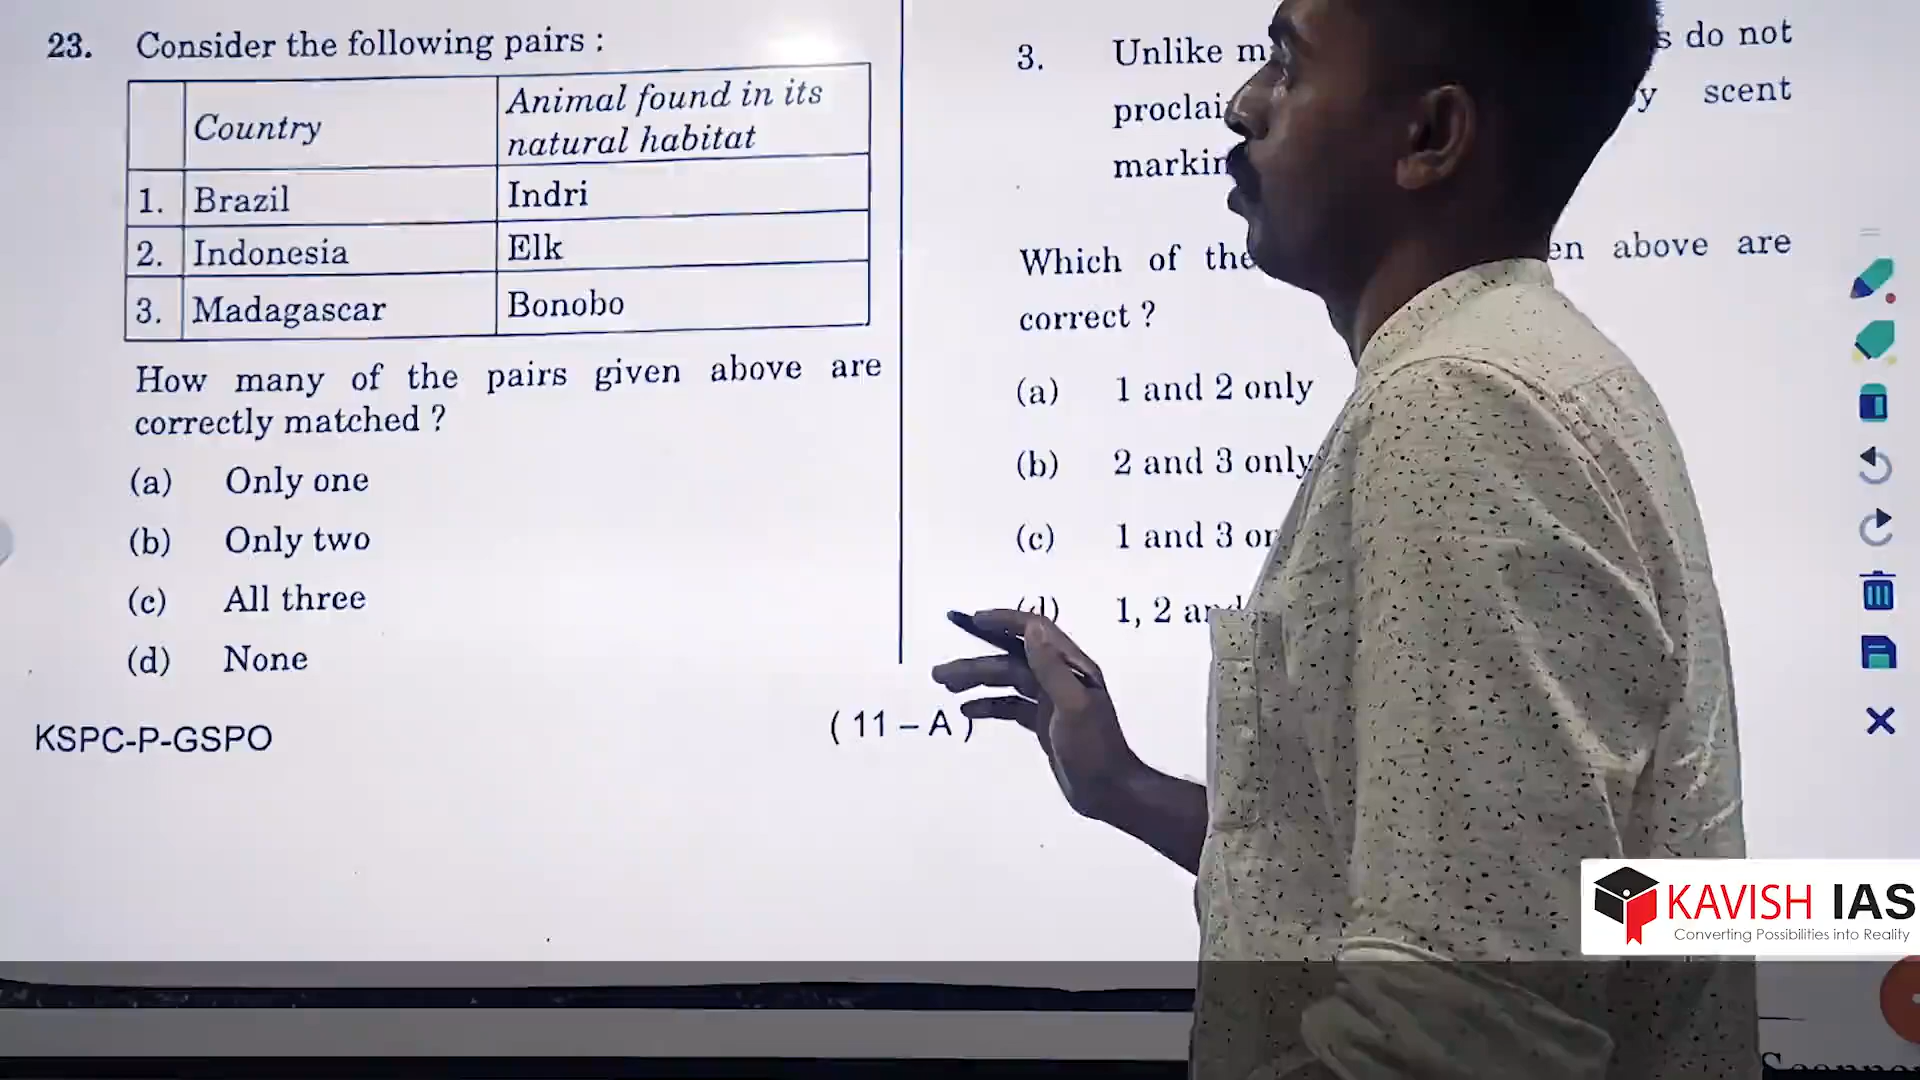 23. Consider the following pairs :
Country
Animal found in its
natural habitat
1. Brazil Indri
2. Indonesia Elk
3. Madagascar Bonobo
How many of the pairs given above are
correctly matched ?
(a) Only one
(b) Only two
(c) All three
(d) None
KSPC-P-GSPO
( 11 – A )
3. Unlike do not
scent
Which of above are
correct ?
(a) 1 and 2 only
(b) 2 and 3 only
(c) 1 and 3
(d) 1, 2
KAVISH IAS
Converting Possibilities into Reality